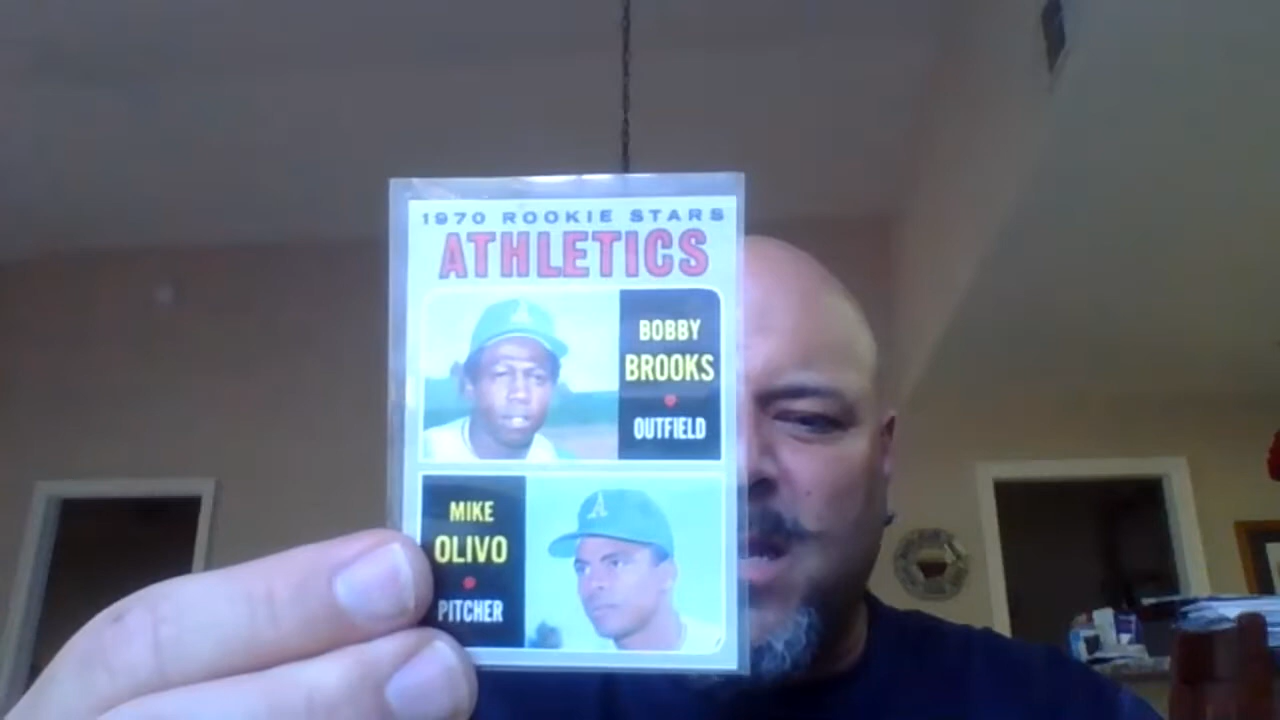 1970 ROOKIE STARS
ATHLETICS
BOBBY
BROOKS
OUTFIELD
A
MIKE
OLIVO
PITCHER